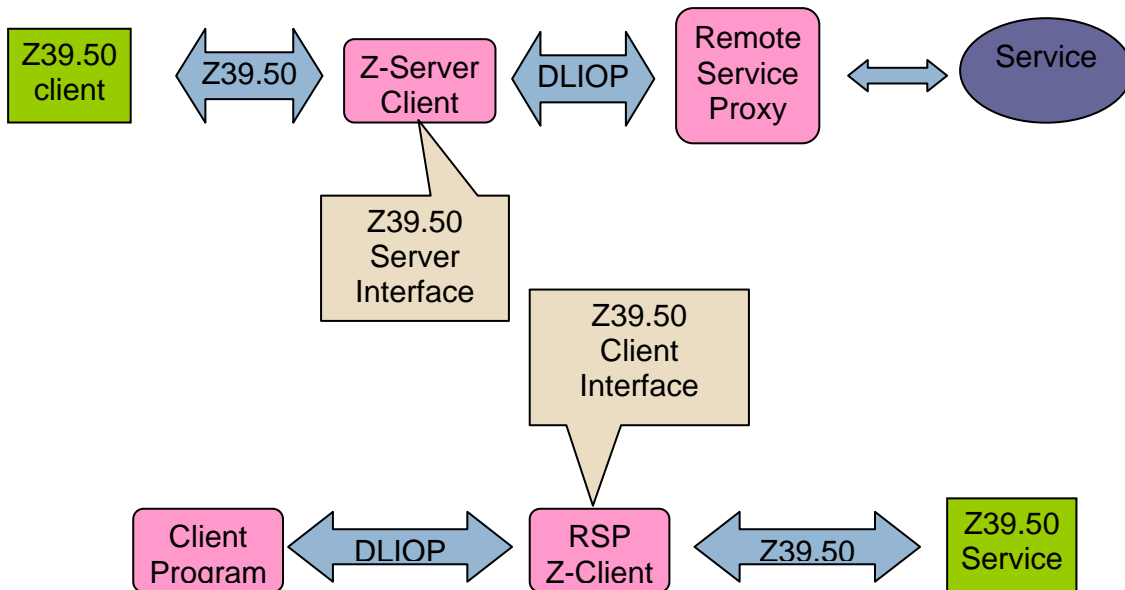 Z39.50
client
Z39.50
Z-Server
Client
DLIOP
Remote
Service
Proxy
Service
Z39.50
Server
Interface
Z39.50
Client
Interface
Client
Program
DLIOP
RSP
Z-Client
Z39.50
Z39.50
Service